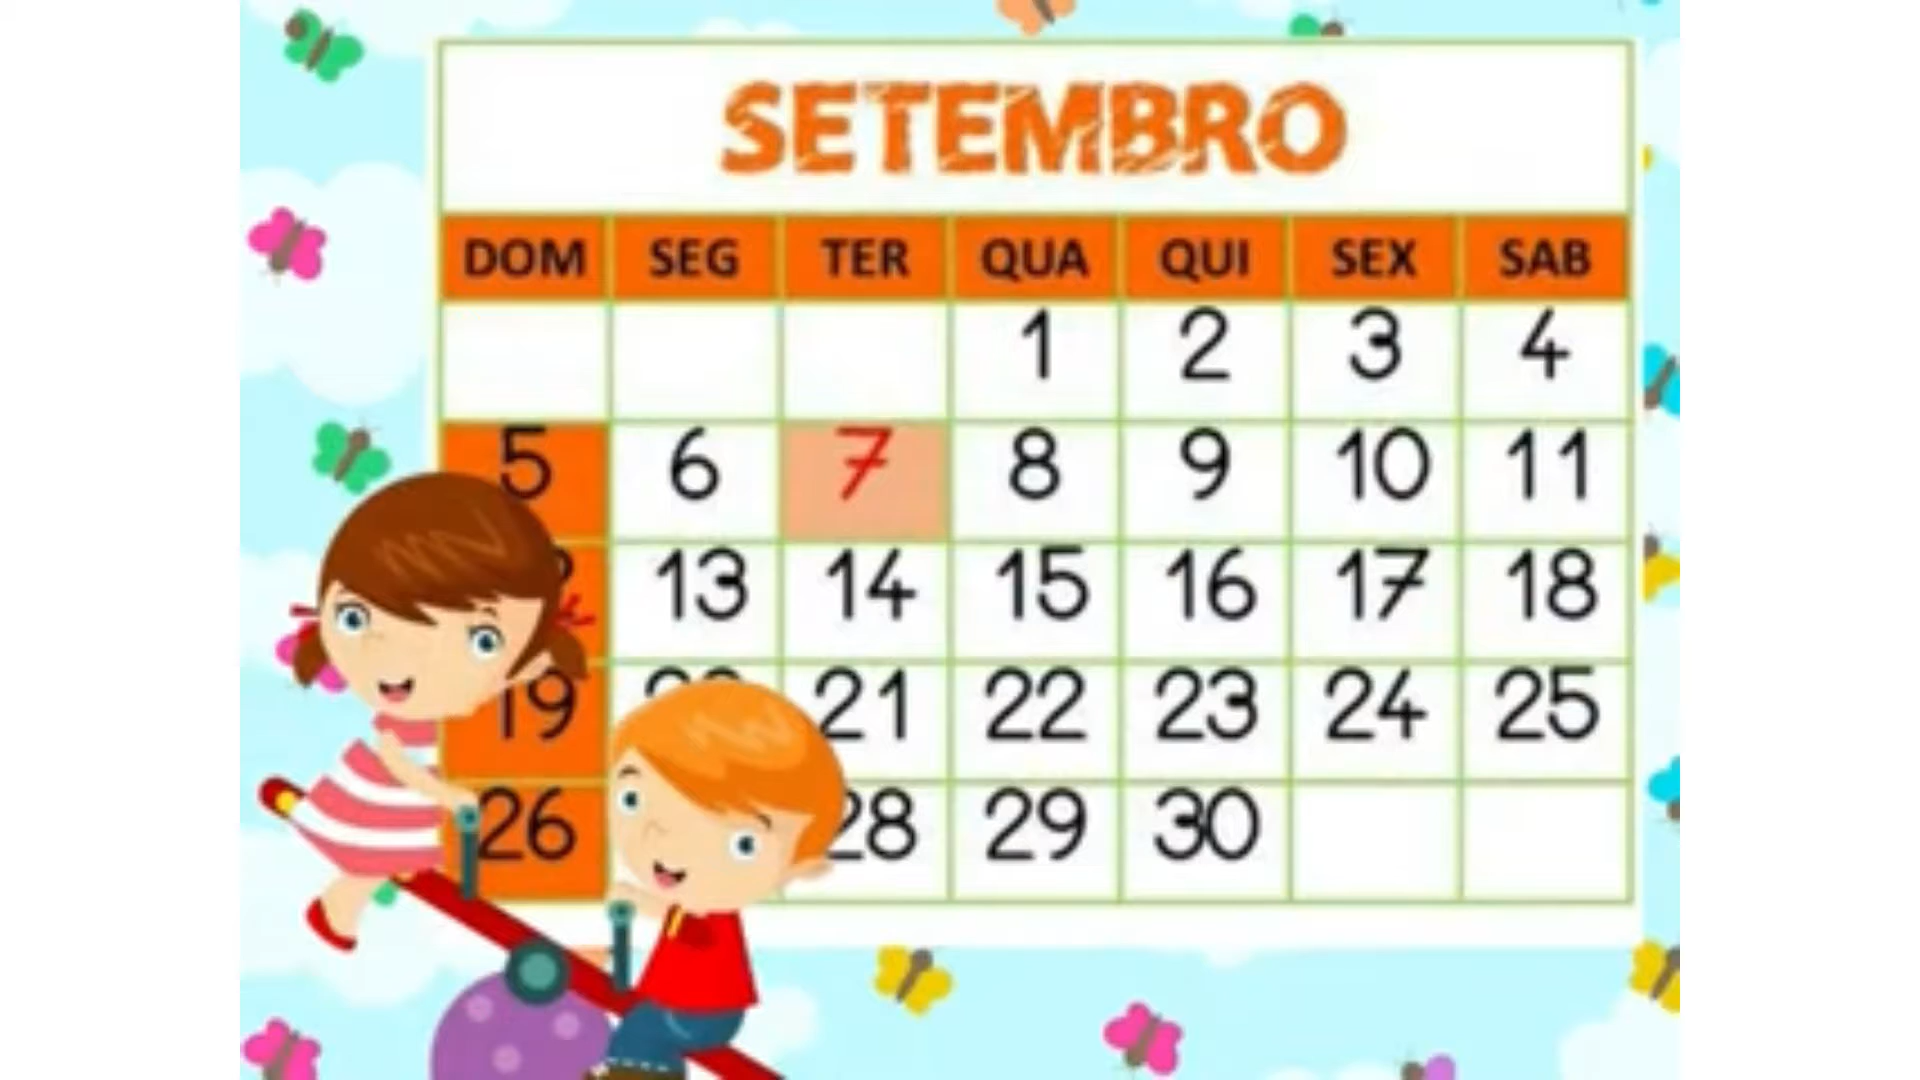 SETEMBRO
DOM SEG TER QUA QUI SEX SAB
1 2 3 4
5 6 7 8 9 10 11
13 14 15 16 17 18
19 21 22 23 24 25
26 28 29 30